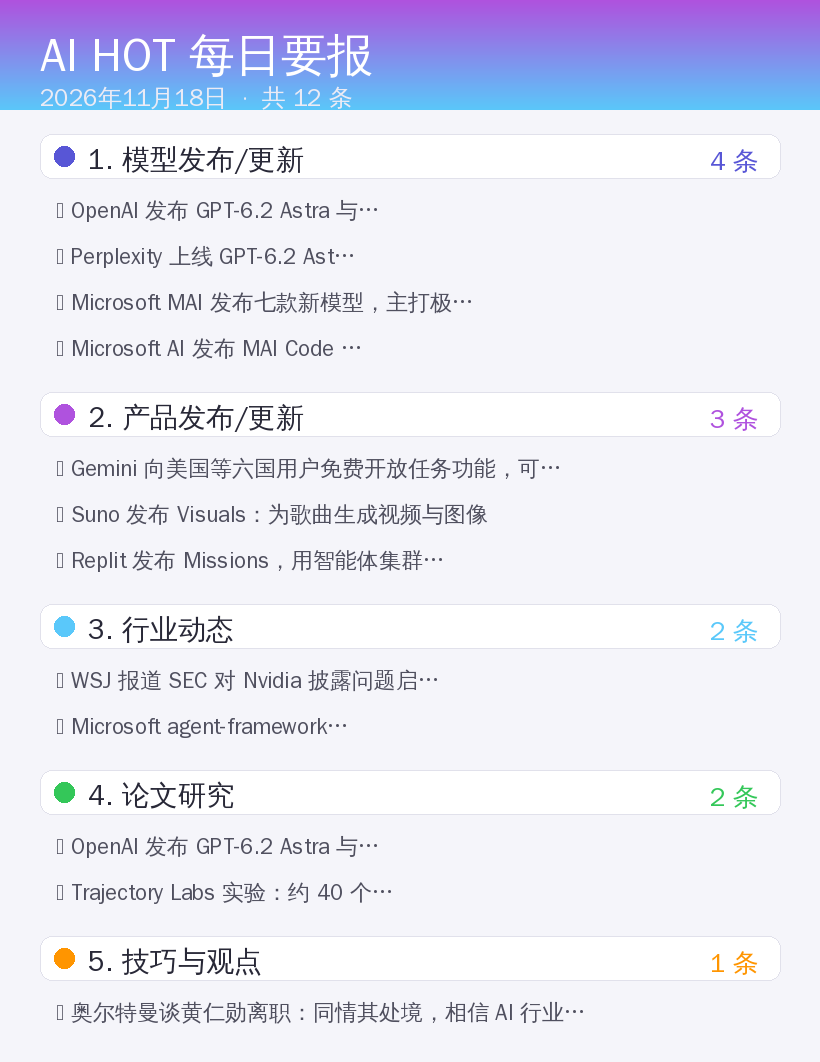 AI HOT 每日要报
2026年11月18日 · 共 12 条
1. 模型发布/更新 4 条
▯ OpenAI 发布 GPT-6.2 Astra 与…
▯ Perplexity 上线 GPT-6.2 Ast…
▯ Microsoft MAI 发布七款新模型，主打极…
▯ Microsoft AI 发布 MAI Code …
2. 产品发布/更新 3 条
▯ Gemini 向美国等六国用户免费开放任务功能，可…
▯ Suno 发布 Visuals：为歌曲生成视频与图像
▯ Replit 发布 Missions，用智能体集群…
3. 行业动态 2 条
▯ WSJ 报道 SEC 对 Nvidia 披露问题启…
▯ Microsoft agent-framework…
4. 论文研究 2 条
▯ OpenAI 发布 GPT-6.2 Astra 与…
▯ Trajectory Labs 实验：约 40 个…
5. 技巧与观点 1 条
▯ 奥尔特曼谈黄仁勋离职：同情其处境，相信 AI 行业…